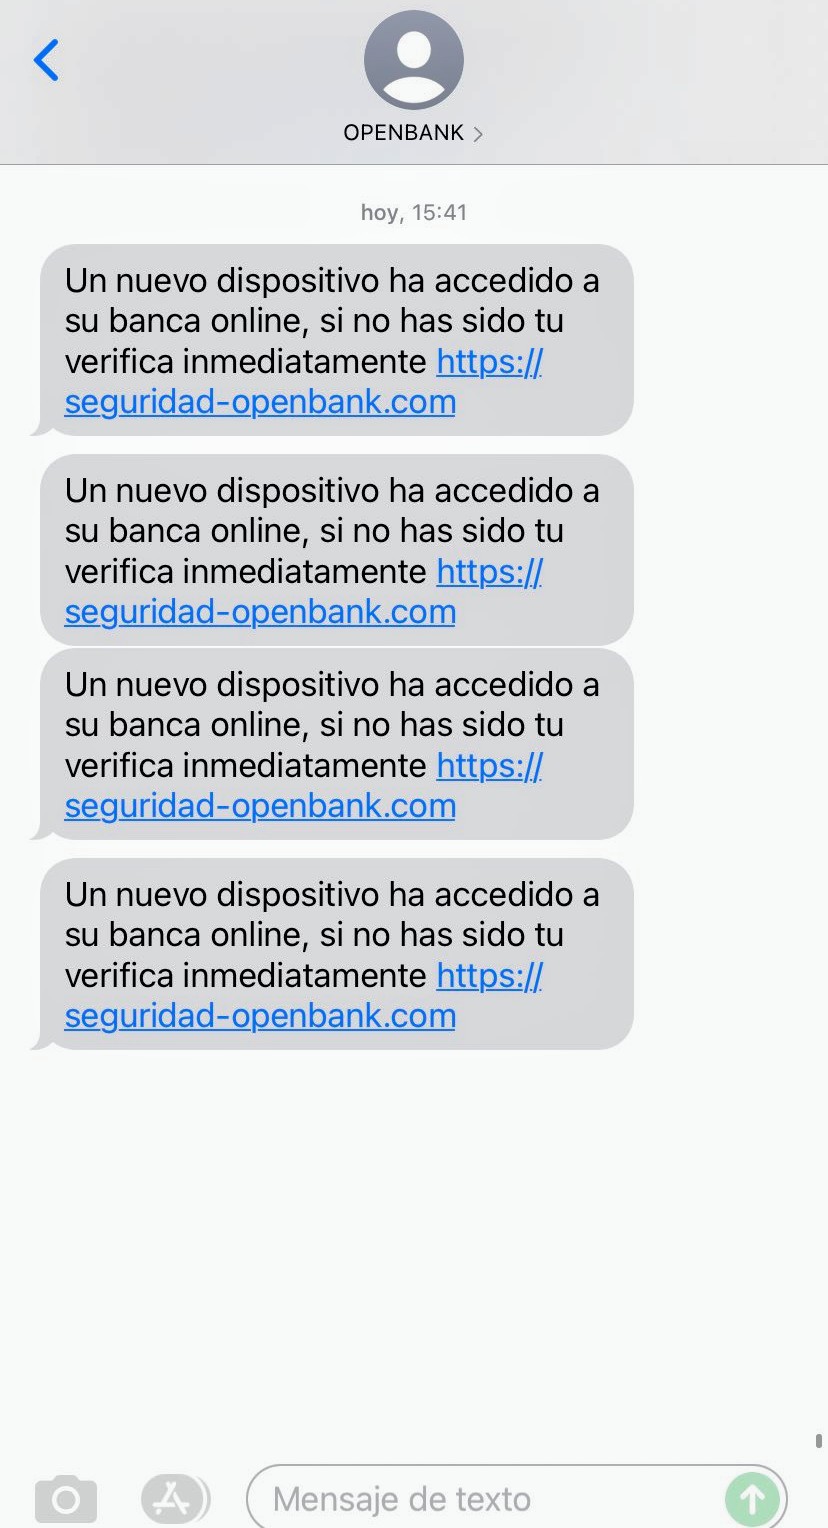 OPENBANK
hoy, 15:41
Un nuevo dispositivo ha accedido a
su banca online, si no has sido tu
verifica inmediatamente https://
seguridad-openbank.com
Un nuevo dispositivo ha accedido a
su banca online, si no has sido tu
verifica inmediatamente https://
seguridad-openbank.com
Un nuevo dispositivo ha accedido a
su banca online, si no has sido tu
verifica inmediatamente https://
seguridad-openbank.com
Un nuevo dispositivo ha accedido a
su banca online, si no has sido tu
verifica inmediatamente https://
seguridad-openbank.com
Mensaje de texto